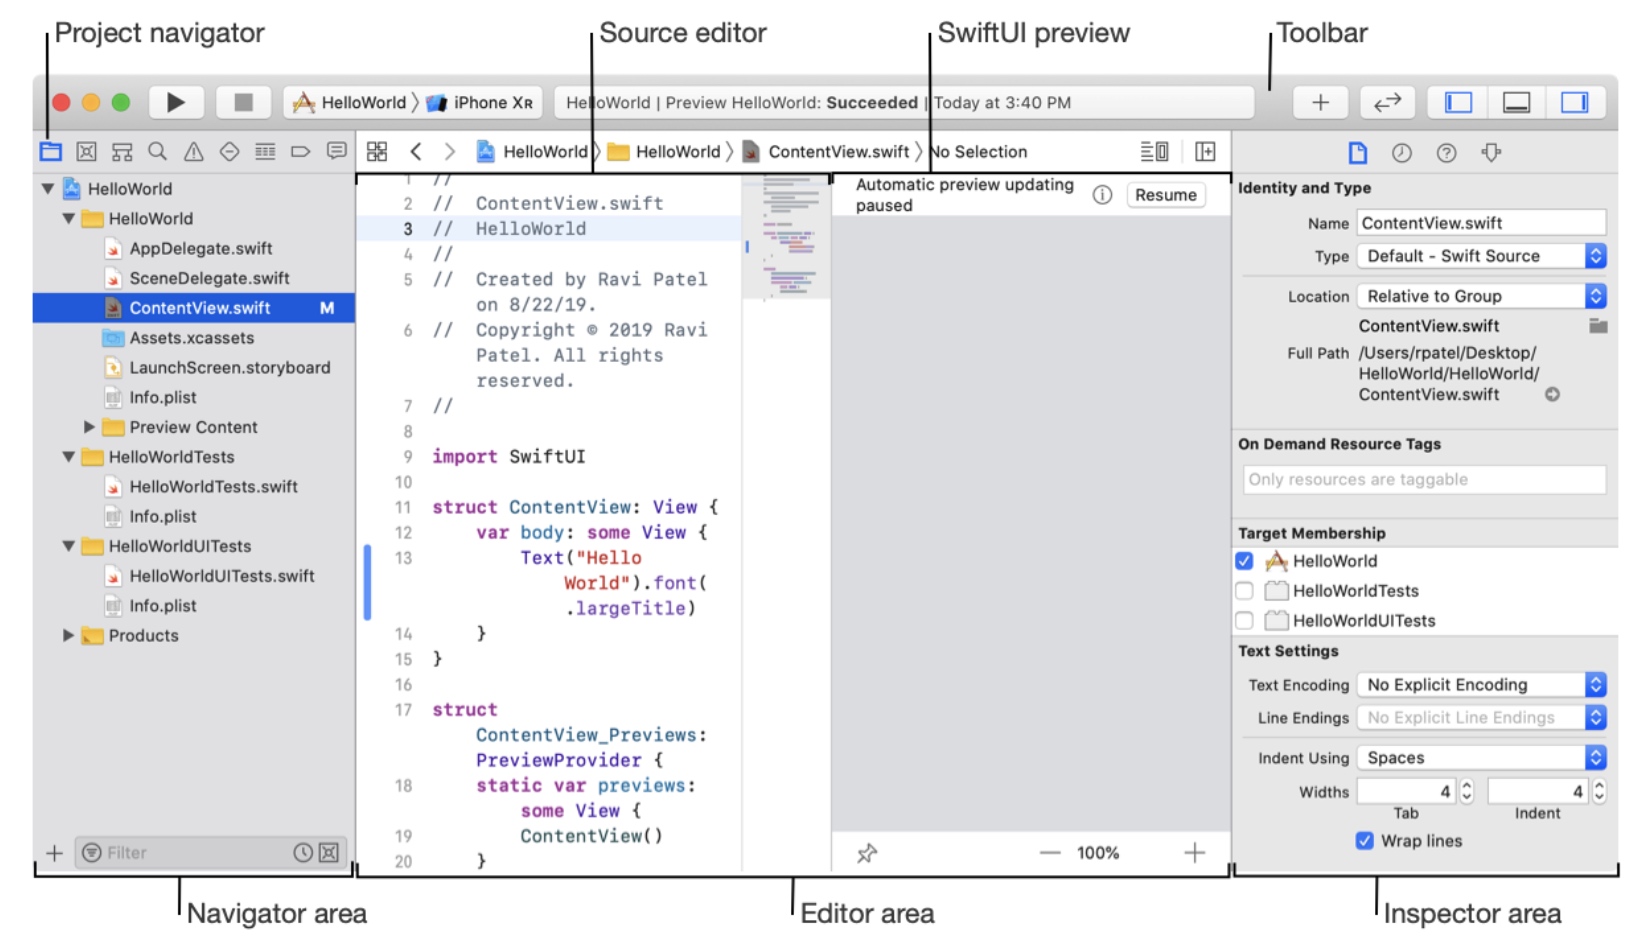 Project navigator
Source editor
SwiftUI preview
Toolbar
HelloWorld
iPhone XR
HelloWorld | Preview HelloWorld: Succeeded | Today at 3:40 PM
HelloWorld
HelloWorld
ContentView.swift
No Selection
HelloWorld
HelloWorld
AppDelegate.swift
SceneDelegate.swift
ContentView.swift M
Assets.xcassets
LaunchScreen.storyboard
Info.plist
Preview Content
HelloWorldTests
HelloWorldTests.swift
Info.plist
HelloWorldUITests
HelloWorldUITests.swift
Info.plist
Products
Filter
1 //
2 // ContentView.swift
3 // HelloWorld
4 //
5 // Created by Ravi Patel
on 8/22/19.
6 // Copyright © 2019 Ravi
Patel. All rights
reserved.
7 //
8
9 import SwiftUI
10
11 struct ContentView: View {
12 var body: some View {
13 Text("Hello
World").font(
.largeTitle)
14 }
15 }
16
17 struct
ContentView_Previews:
PreviewProvider {
18 static var previews:
some View {
19 ContentView()
20 }
Automatic preview updating
paused
Resume
100%
Identity and Type
Name ContentView.swift
Type Default - Swift Source
Location Relative to Group
ContentView.swift
Full Path /Users/rpatel/Desktop/
HelloWorld/HelloWorld/
ContentView.swift
On Demand Resource Tags
Only resources are taggable
Target Membership
HelloWorld
HelloWorldTests
HelloWorldUITests
Text Settings
Text Encoding No Explicit Encoding
Line Endings No Explicit Line Endings
Indent Using Spaces
Widths 4 4
Tab Indent
Wrap lines
Navigator area
Editor area
Inspector area